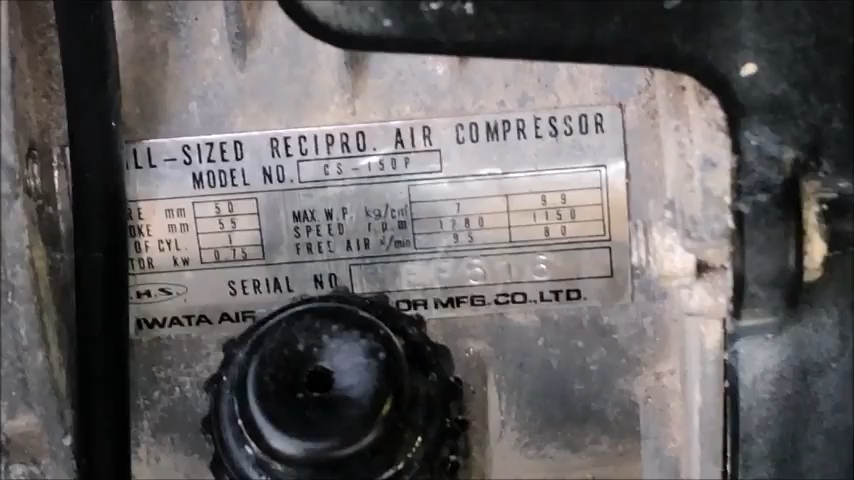 LL-SIZED RECIPRO. AIR COMPRESSOR
MODEL NO. CS-150P
RE mm 50
OKE mm 55
OF CYL. 1
TOR kW 0.75
MAX. W.P. kg/cm² 7 9.9
SPEED r.p.m 1280 1150
FREE AIR ℓ/min 95 80
H.S
SERIAL NO.
IWATA AIR OR MFG.CO.,LTD.